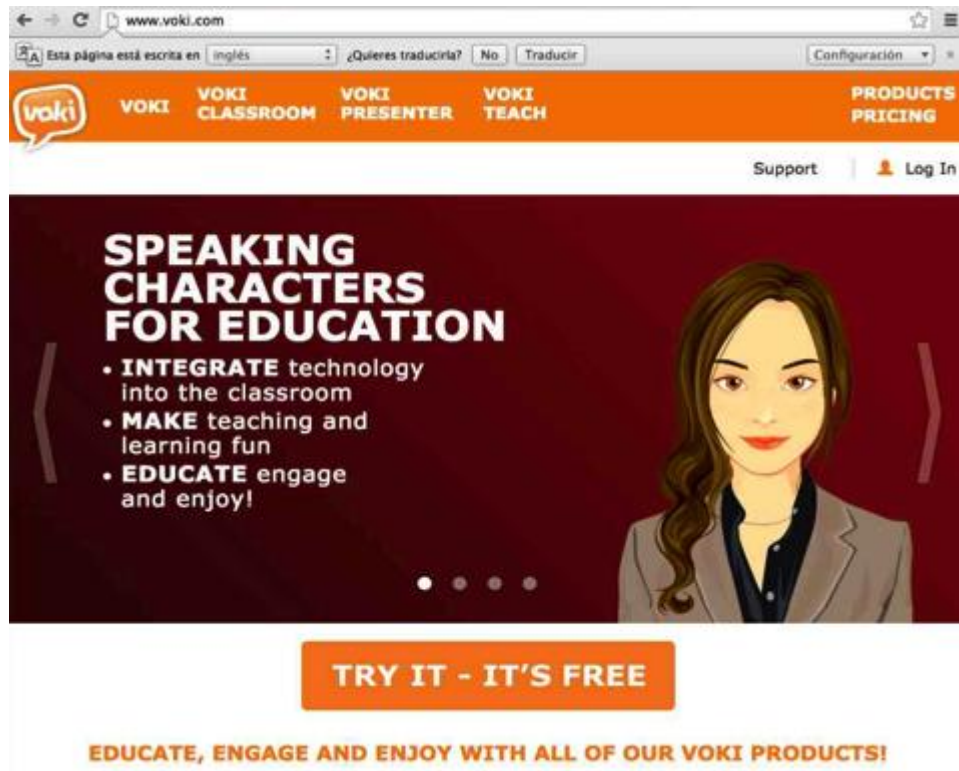 www.voki.com
Esta página está escrita en inglés ¿Quieres traducirla? No Traducir Configuración
voki
VOKI
VOKI CLASSROOM
VOKI PRESENTER
VOKI TEACH
PRODUCTS
PRICING
Support Log In
SPEAKING
CHARACTERS
FOR EDUCATION
• INTEGRATE technology
into the classroom
• MAKE teaching and
learning fun
• EDUCATE engage
and enjoy!
TRY IT - IT'S FREE
EDUCATE, ENGAGE AND ENJOY WITH ALL OF OUR VOKI PRODUCTS!